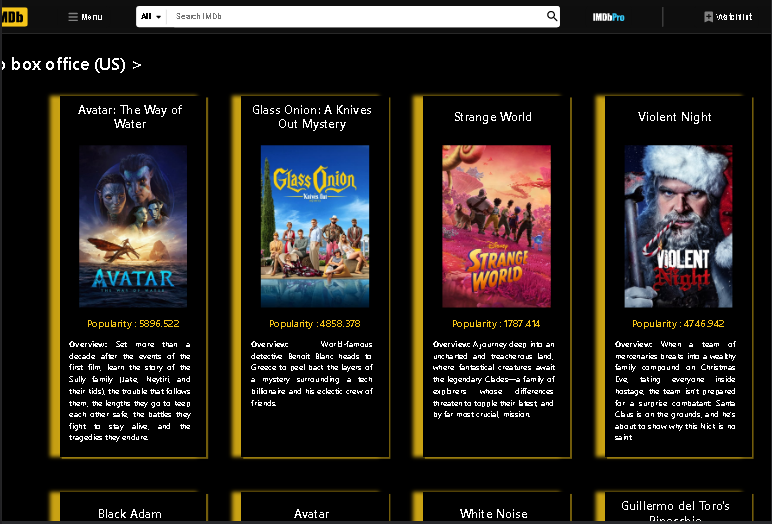 IMDb Menu All Search IMDb IMDbPro Watchlist
box office (US) >
Avatar: The Way of
Water
AVATAR
THE WAY OF WATER
Popularity : 5896.522
Overview: Set more than a
decade after the events of the
first film, learn the story of the
Sully family (Jake, Neytiri, and
their kids), the trouble that follows
them, the lengths they go to keep
each other safe, the battles they
fight to stay alive, and the
tragedies they endure.
Glass Onion: A Knives
Out Mystery
Glass Onion
Knives Out
Popularity : 4858.378
Overview: World-famous
detective Benoit Blanc heads to
Greece to peel back the layers of
a mystery surrounding a tech
billionaire and his eclectic crew of
friends.
Strange World
Disney
STRANGE
WORLD
Popularity : 1787.414
Overview: A journey deep into an
uncharted and treacherous land,
where fantastical creatures await
the legendary Clades—a family of
explorers whose differences
threaten to topple their latest, and
by far most crucial, mission.
Violent Night
VIOLENT
Night
Popularity : 4746.942
Overview: When a team of
mercenaries breaks into a wealthy
family compound on Christmas
Eve, taking everyone inside
hostage, the team isn't prepared
for a surprise combatant: Santa
Claus is on the grounds, and he's
about to show why this Nick is no
saint.
Black Adam
Avatar
White Noise
Guillermo del Toro's
Pinocchio